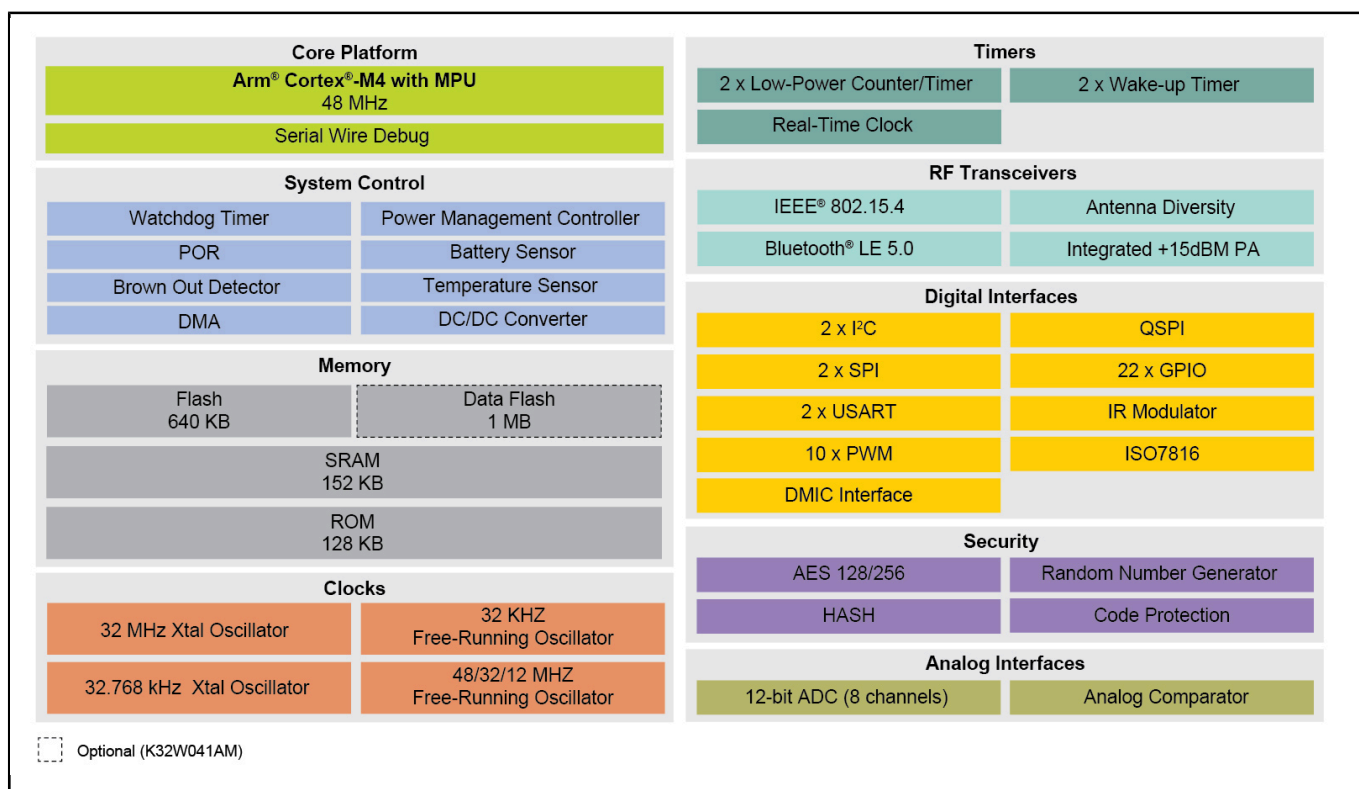 Core Platform
Arm® Cortex®-M4 with MPU
48 MHz
Serial Wire Debug
System Control
Watchdog Timer
Power Management Controller
POR
Battery Sensor
Brown Out Detector
Temperature Sensor
DMA
DC/DC Converter
Memory
Flash
640 KB
Data Flash
1 MB
SRAM
152 KB
ROM
128 KB
Clocks
32 MHz Xtal Oscillator
32 KHZ
Free-Running Oscillator
32.768 kHz Xtal Oscillator
48/32/12 MHZ
Free-Running Oscillator
Optional (K32W041AM)
Timers
2 x Low-Power Counter/Timer
2 x Wake-up Timer
Real-Time Clock
RF Transceivers
IEEE® 802.15.4
Antenna Diversity
Bluetooth® LE 5.0
Integrated +15dBM PA
Digital Interfaces
2 x I²C
QSPI
2 x SPI
22 x GPIO
2 x USART
IR Modulator
10 x PWM
ISO7816
DMIC Interface
Security
AES 128/256
Random Number Generator
HASH
Code Protection
Analog Interfaces
12-bit ADC (8 channels)
Analog Comparator